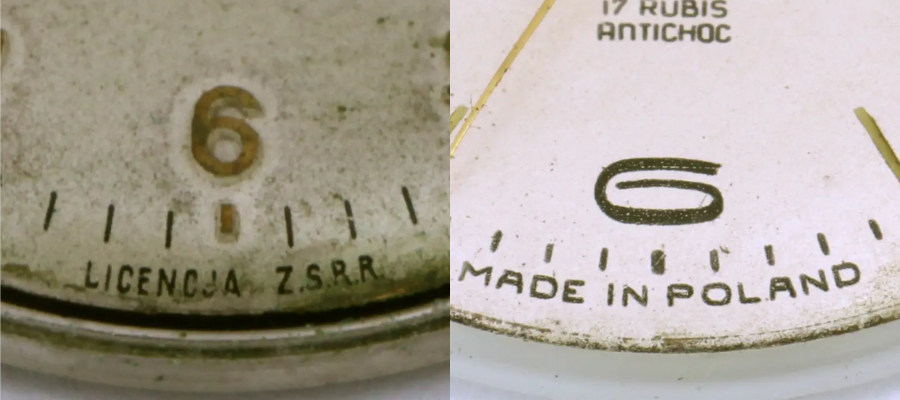 6
LICENCJA Z.S.R.R.
17 RUBIS
ANTICHOC
6
MADE IN POLAND